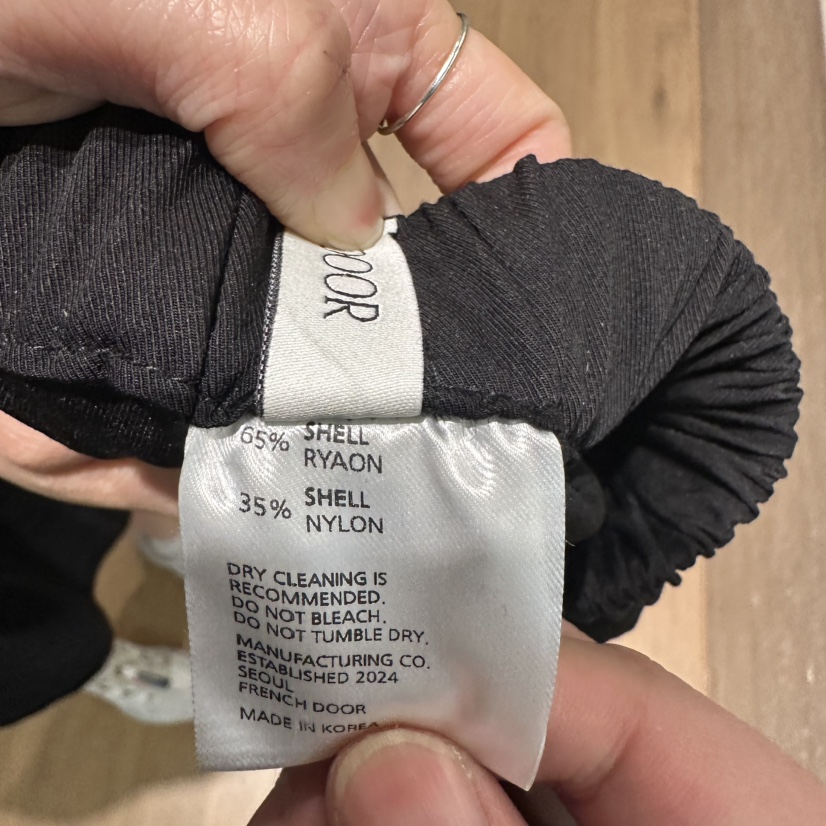 OOR
65% SHELL
RYAON
35% SHELL
NYLON
DRY CLEANING IS
RECOMMENDED.
DO NOT BLEACH.
DO NOT TUMBLE DRY.
MANUFACTURING CO.
ESTABLISHED 2024
SEOUL
FRENCH DOOR
MADE IN KOREA